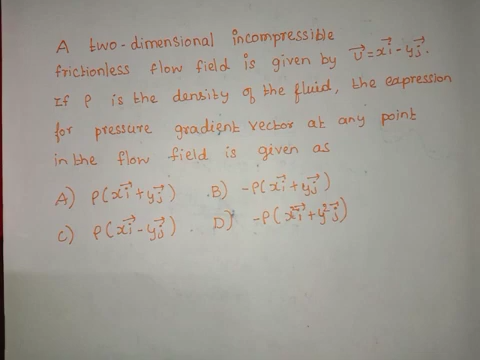 A two-dimensional incompressible
frictionless flow field is given by u⃗ = xi⃗ - yj⃗.
If ρ is the density of the fluid, the expression
for pressure gradient vector at any point
in the flow field is given as
A) ρ(xi⃗ + yj⃗) B) -ρ(xi⃗ + yj⃗)
C) ρ(xi⃗ - yj⃗) D) -ρ(x²i⃗ + y²j⃗)